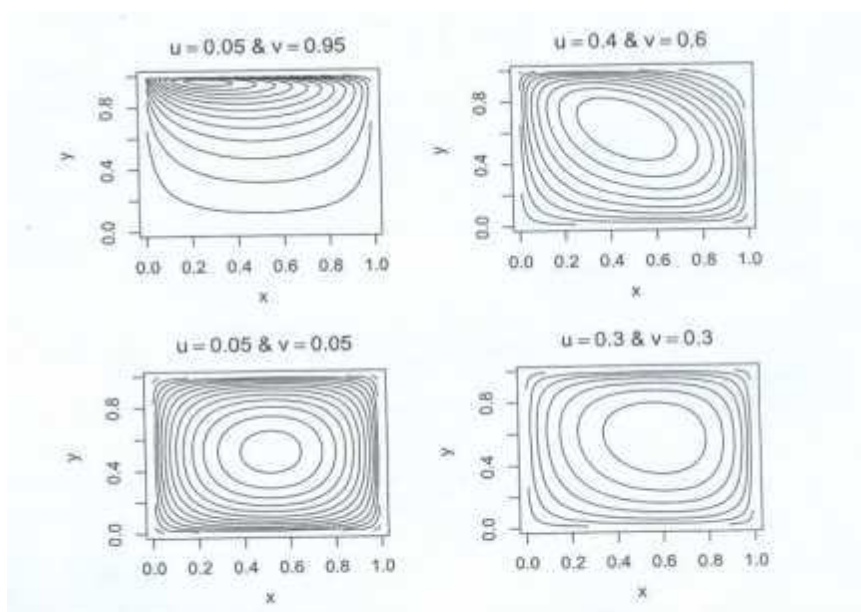 u = 0.05 & v = 0.95
y
0.0 0.4 0.8
0.0 0.2 0.4 0.6 0.8 1.0
x
u = 0.4 & v = 0.6
y
0.0 0.4 0.8
0.0 0.2 0.4 0.6 0.8 1.0
x
u = 0.05 & v = 0.05
y
0.0 0.4 0.8
0.0 0.2 0.4 0.6 0.8 1.0
x
u = 0.3 & v = 0.3
y
0.0 0.4 0.8
0.0 0.2 0.4 0.6 0.8 1.0
x